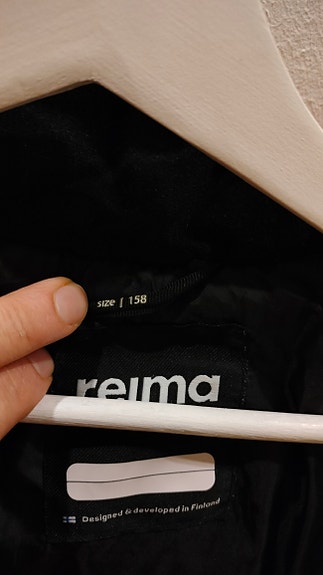 size | 158
reima
Designed & developed in Finland